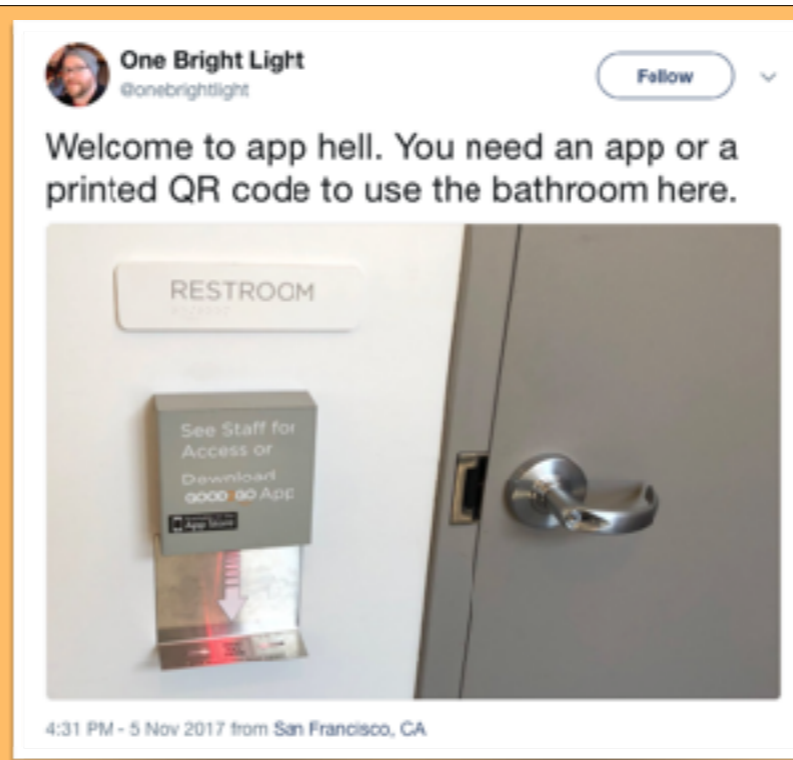 One Bright Light
@onebrightlight
Follow
Welcome to app hell. You need an app or a
printed QR code to use the bathroom here.
RESTROOM
See Staff for
Access or
Download
GOOD2GO App
App Store
4:31 PM - 5 Nov 2017 from San Francisco, CA